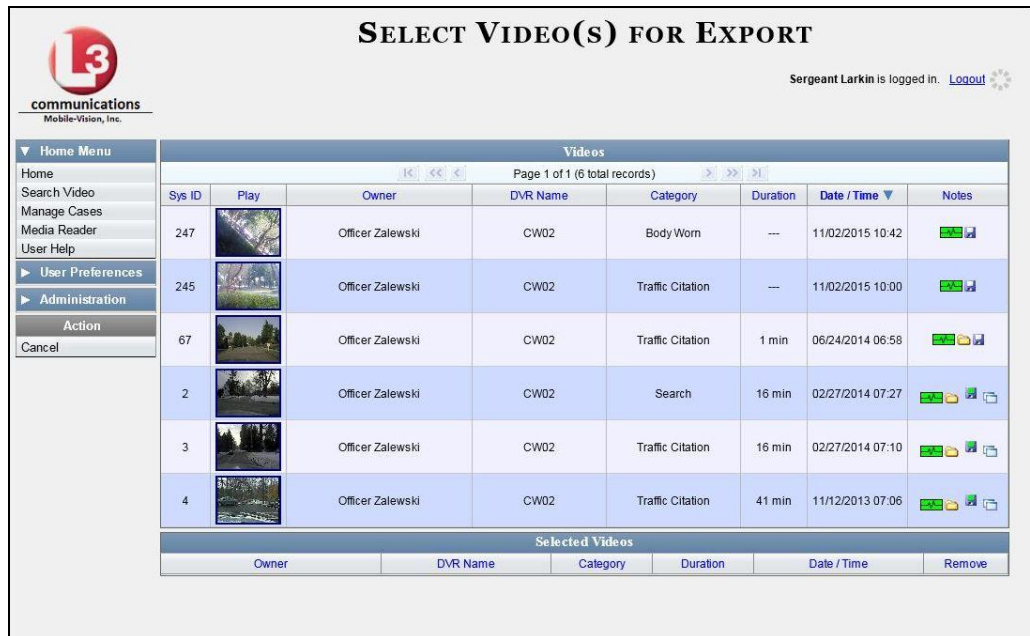 SELECT VIDEO(S) FOR EXPORT
Sergeant Larkin is logged in. Logout
L3
communications
Mobile-Vision, Inc.
Home Menu
Home
Search Video
Manage Cases
Media Reader
User Help
User Preferences
Administration
Action
Cancel
Videos
|< << < Page 1 of 1 (6 total records) > >> >|
Sys ID Play Owner DVR Name Category Duration Date / Time Notes
247 Officer Zalewski CW02 Body Worn --- 11/02/2015 10:42
245 Officer Zalewski CW02 Traffic Citation --- 11/02/2015 10:00
67 Officer Zalewski CW02 Traffic Citation 1 min 06/24/2014 06:58
2 Officer Zalewski CW02 Search 16 min 02/27/2014 07:27
3 Officer Zalewski CW02 Traffic Citation 16 min 02/27/2014 07:10
4 Officer Zalewski CW02 Traffic Citation 41 min 11/12/2013 07:06
Selected Videos
Owner DVR Name Category Duration Date / Time Remove